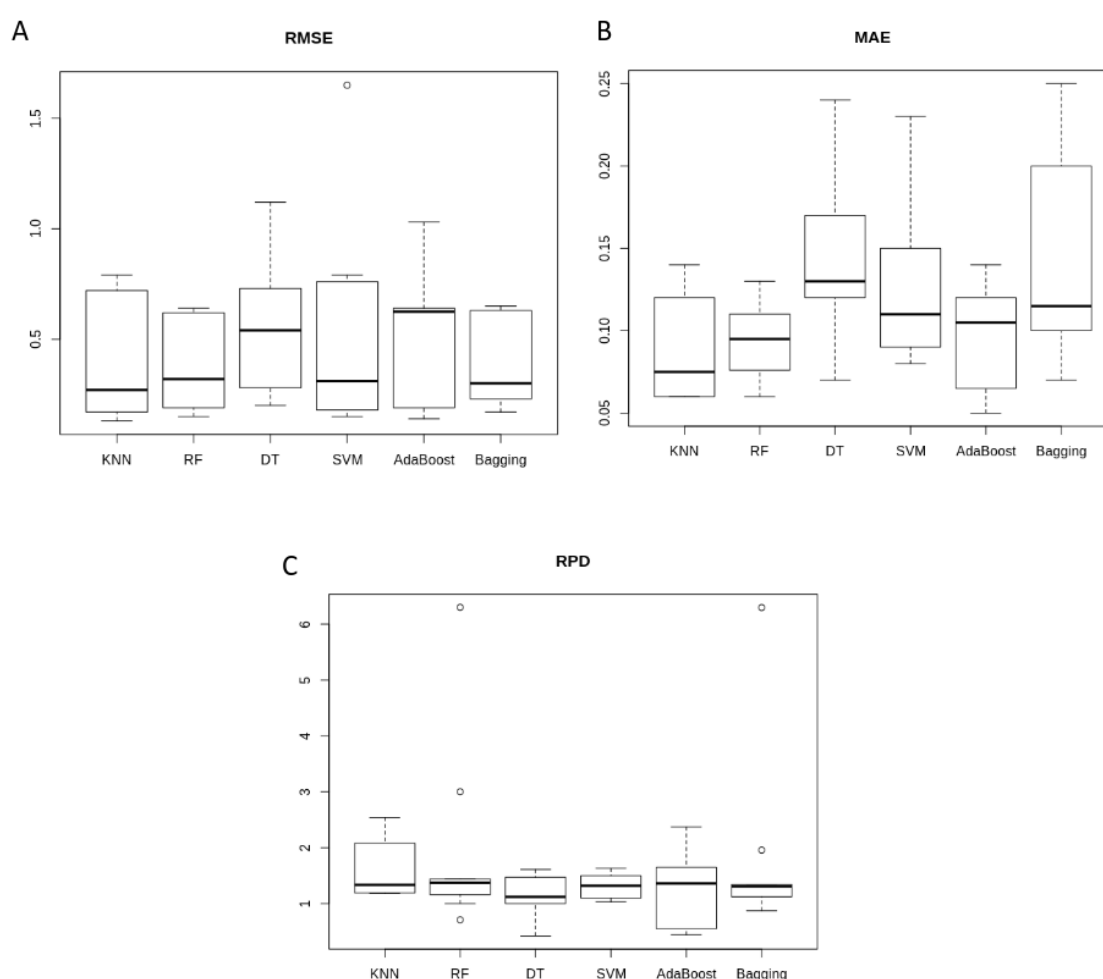 A
RMSE
1.5
1.0
0.5
KNN RF DT SVM AdaBoost Bagging
B
MAE
0.25
0.20
0.15
0.10
0.05
KNN RF DT SVM AdaBoost Bagging
C
RPD
6
5
4
3
2
1
KNN RF DT SVM AdaBoost Bagging